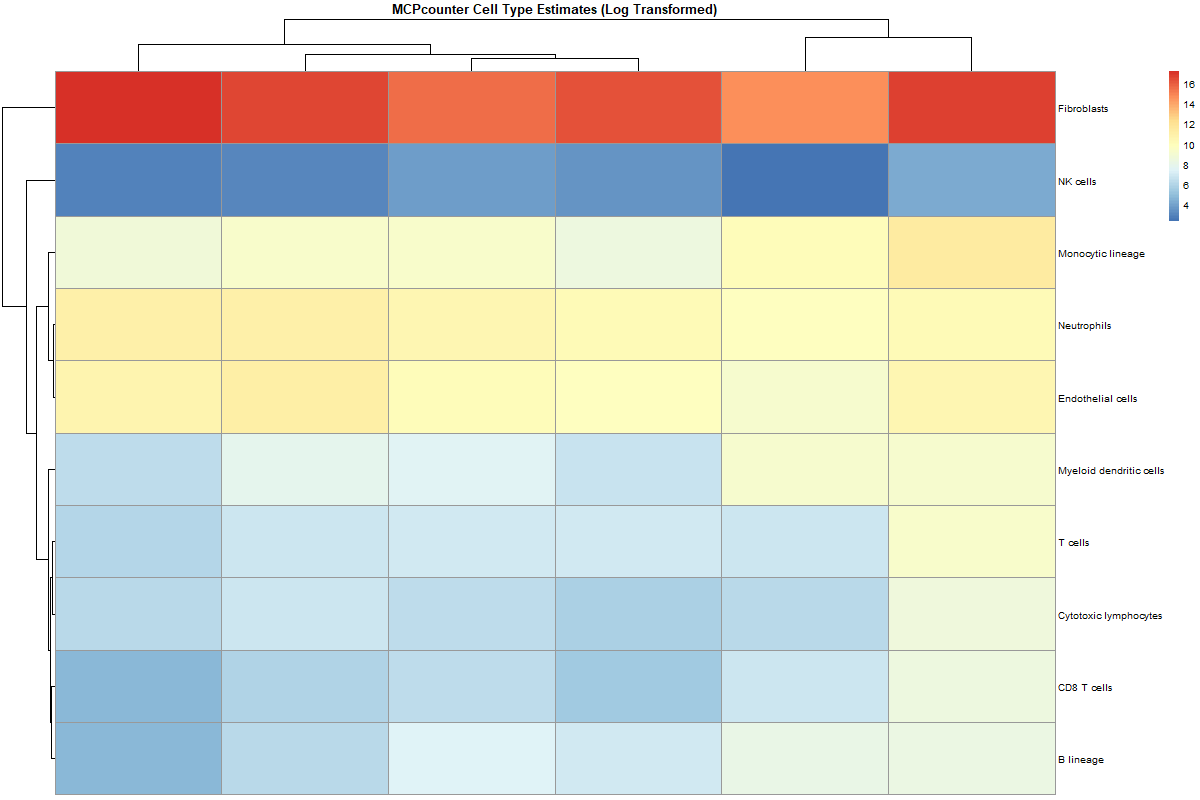 MCPcounter Cell Type Estimates (Log Transformed)
16
14
12
10
8
6
4
Fibroblasts
NK cells
Monocytic lineage
Neutrophils
Endothelial cells
Myeloid dendritic cells
T cells
Cytotoxic lymphocytes
CD8 T cells
B lineage